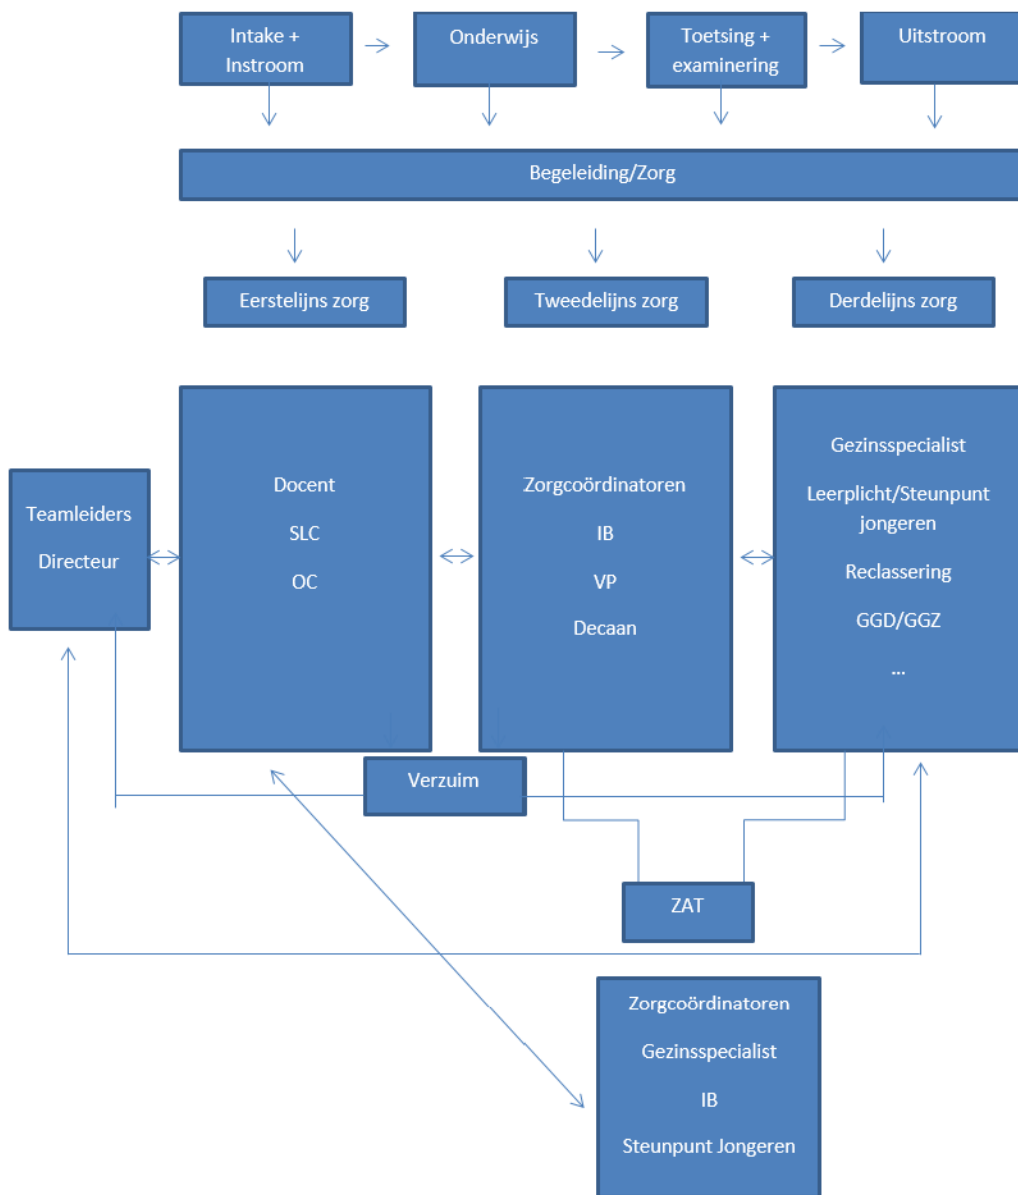 Intake +
Instroom
Onderwijs
Toetsing +
examinering
Uitstroom
Begeleiding/Zorg
Eerstelijns zorg
Tweedelijns zorg
Derdelijns zorg
Teamleiders
Directeur
Docent
SLC
OC
Zorgcoördinatoren
IB
VP
Decaan
Gezinsspecialist
Leerplicht/Steunpunt
jongeren
Reclassering
GGD/GGZ
...
Verzuim
ZAT
Zorgcoördinatoren
Gezinsspecialist
IB
Steunpunt Jongeren